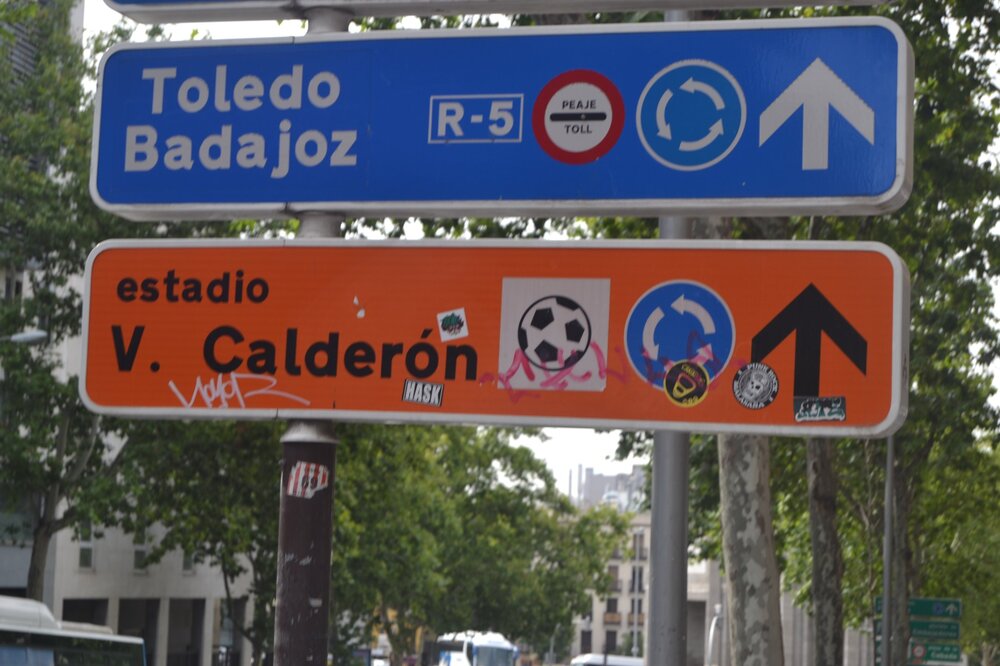 Toledo
Badajoz
R-5
PEAJE
TOLL
estadio
V. Calderón
HASK